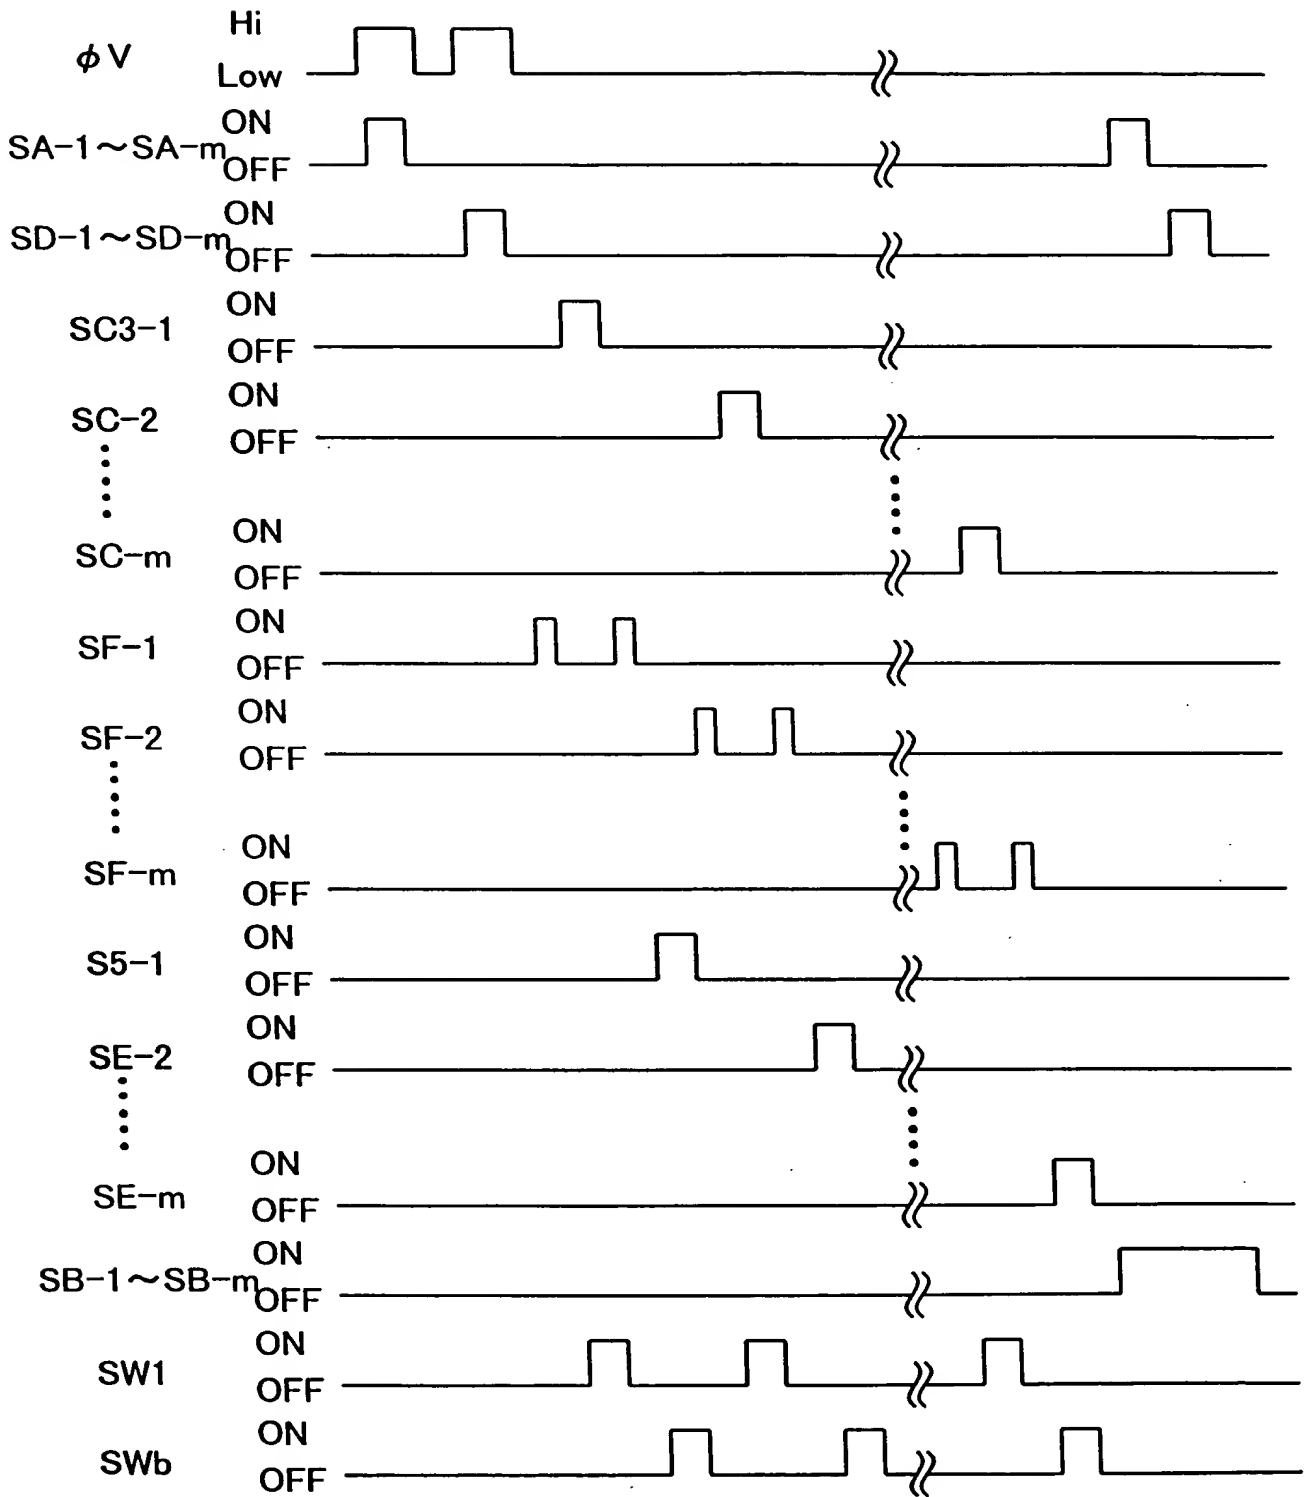 Hi
φV
Low
ON
SA-1～SA-m
OFF
ON
SD-1～SD-m
OFF
ON
SC3-1
OFF
ON
SC-2
OFF
ON
SC-m
OFF
ON
SF-1
OFF
ON
SF-2
OFF
ON
SF-m
OFF
ON
S5-1
OFF
ON
SE-2
OFF
ON
SE-m
OFF
ON
SB-1～SB-m
OFF
ON
SW1
OFF
ON
SWb
OFF